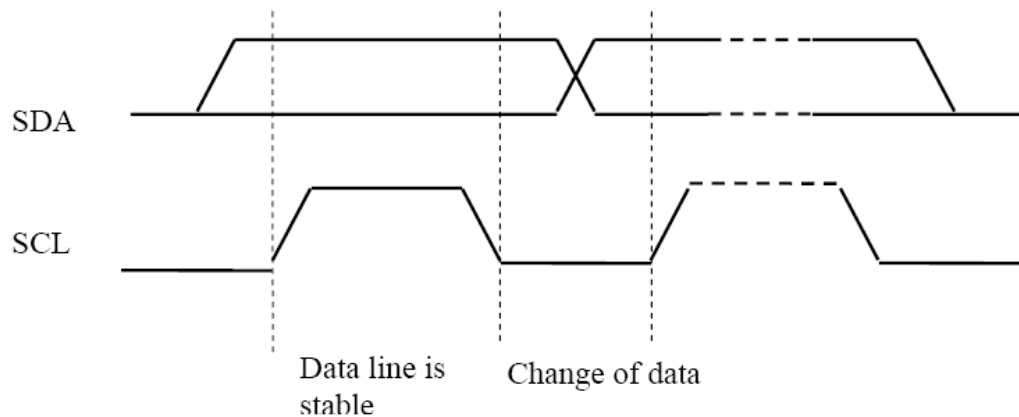 SDA
SCL
Data line is
stable
Change of data